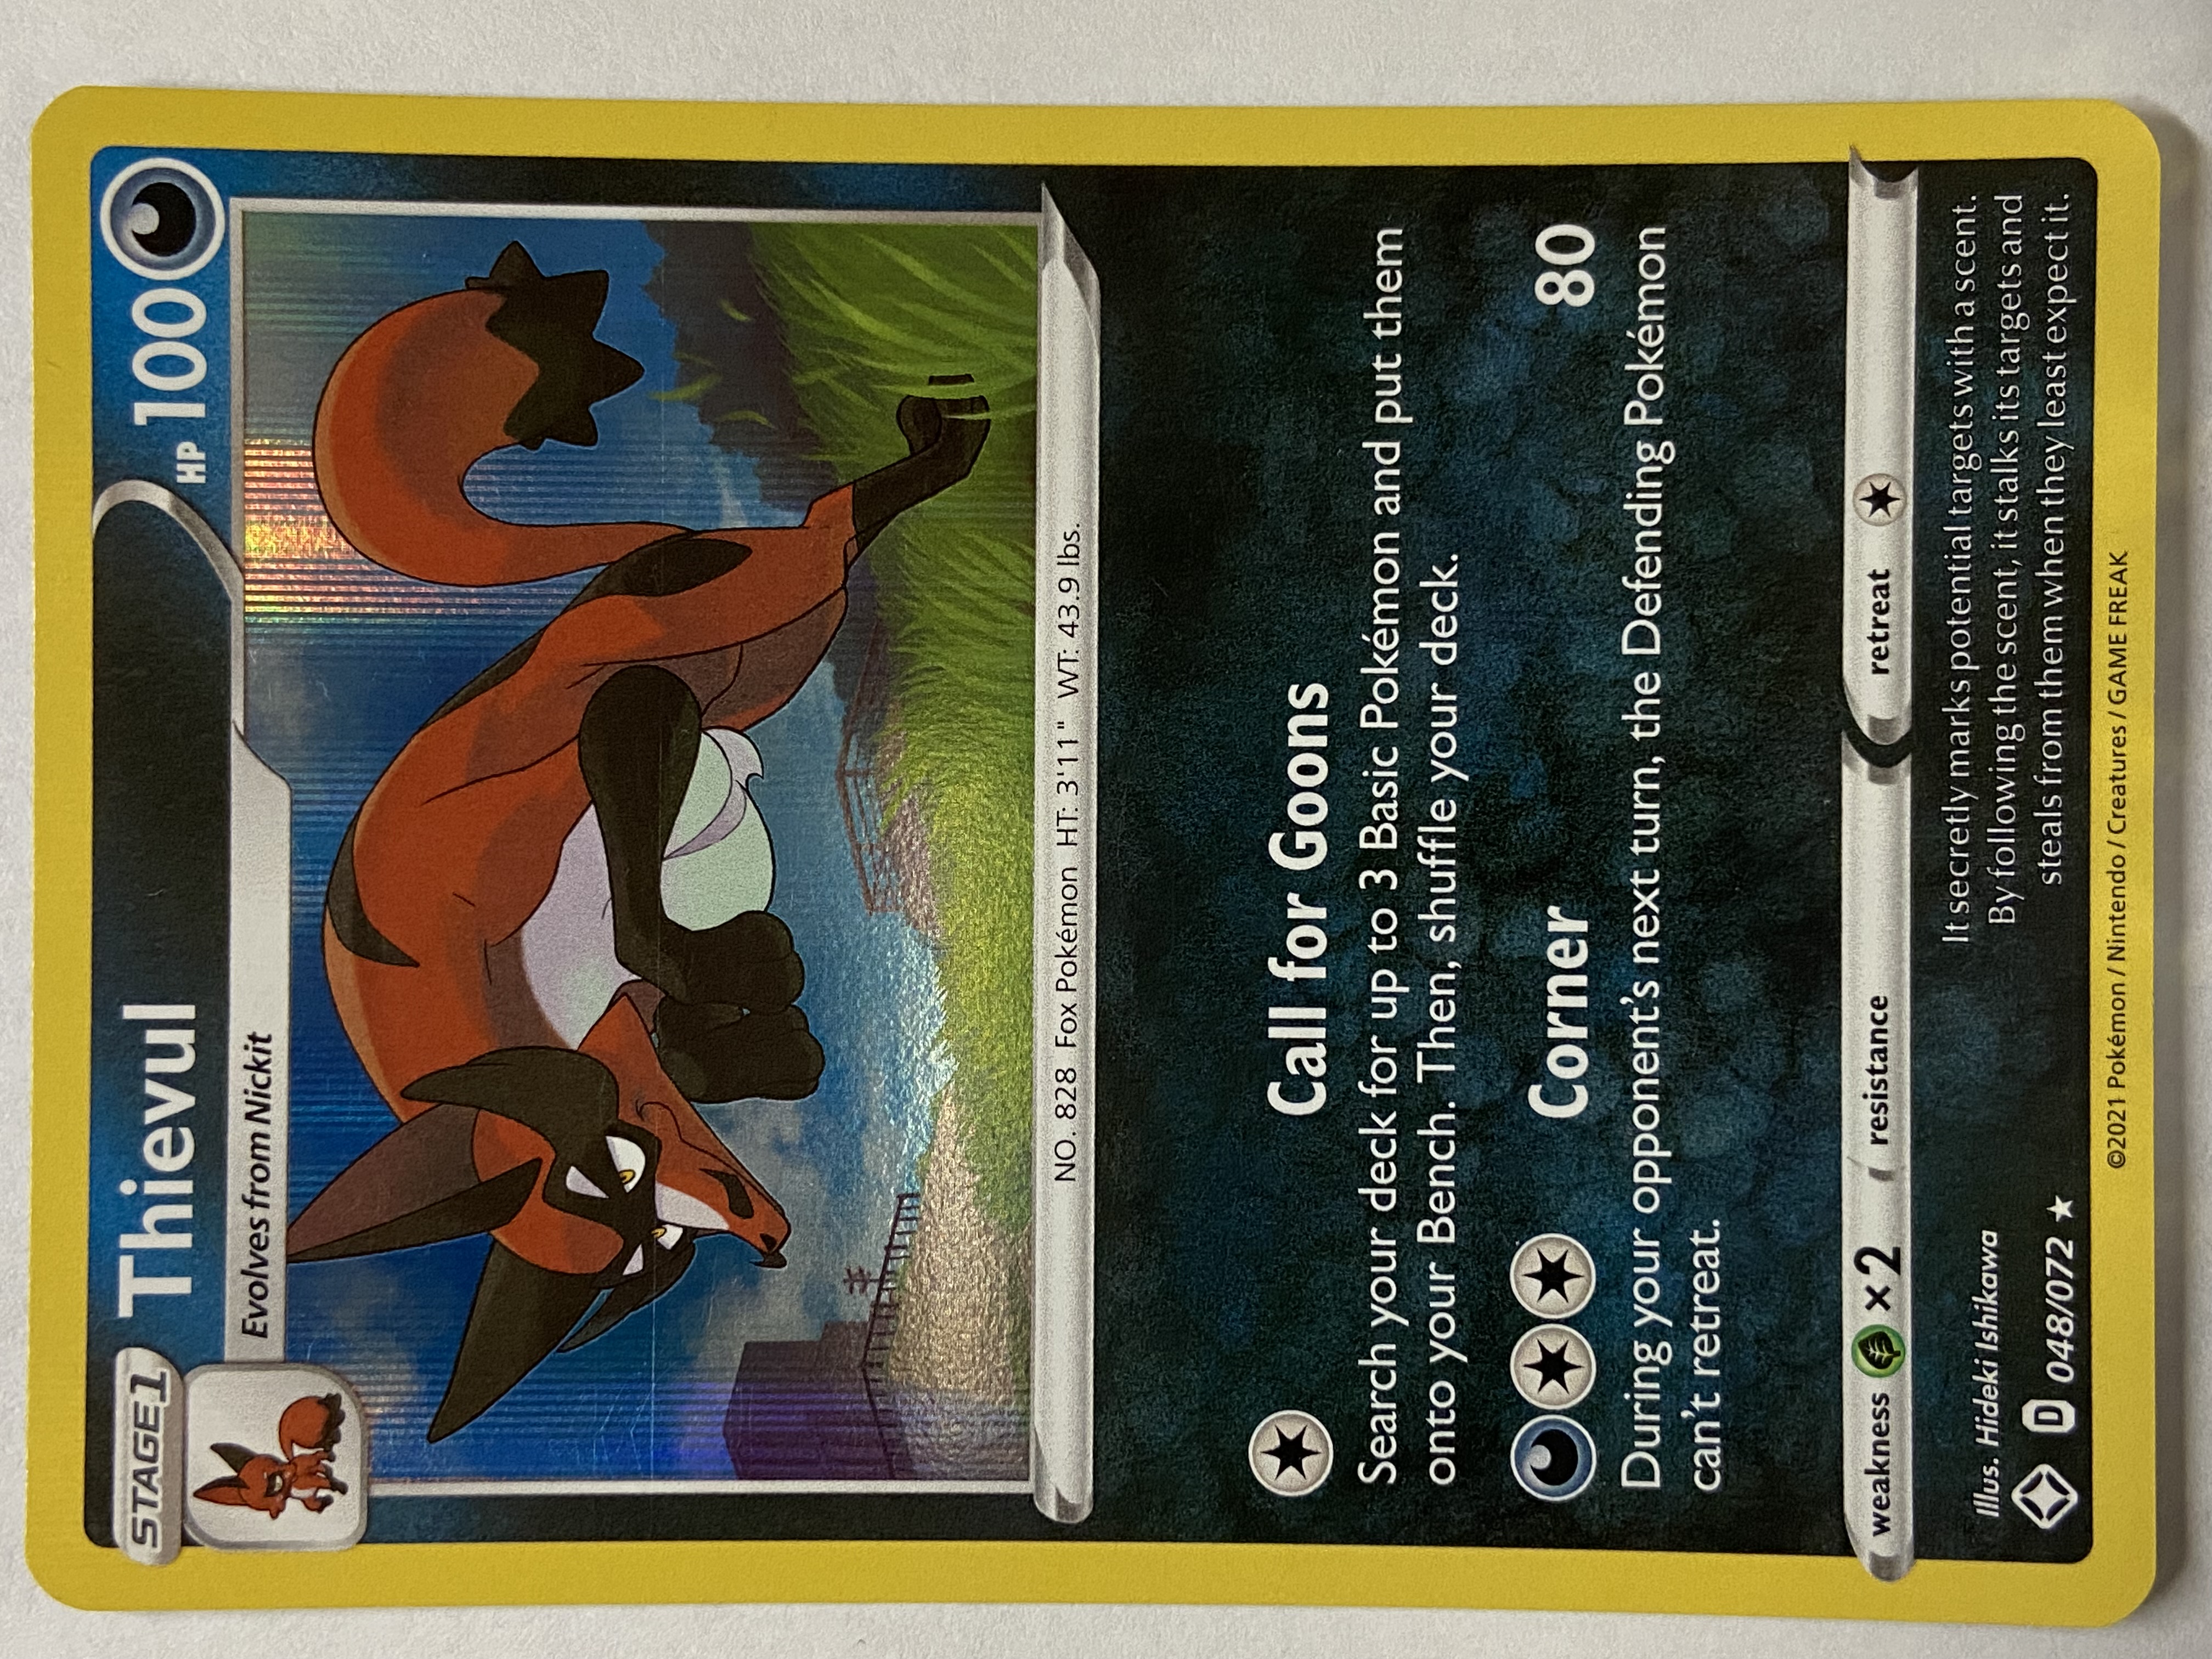 STAGE 1 Thievul HP 100
Evolves from Nickit
NO. 828 Fox Pokémon HT: 3'11" WT: 43.9 lbs.
Call for Goons
Search your deck for up to 3 Basic Pokémon and put them
onto your Bench. Then, shuffle your deck.
Corner 80
During your opponent's next turn, the Defending Pokémon
can't retreat.
weakness ×2 resistance retreat
It secretly marks potential targets with a scent.
By following the scent, it stalks its targets and
steals from them when they least expect it.
Illus. Hideki Ishikawa
D 048/072 ★
©2021 Pokémon / Nintendo / Creatures / GAME FREAK